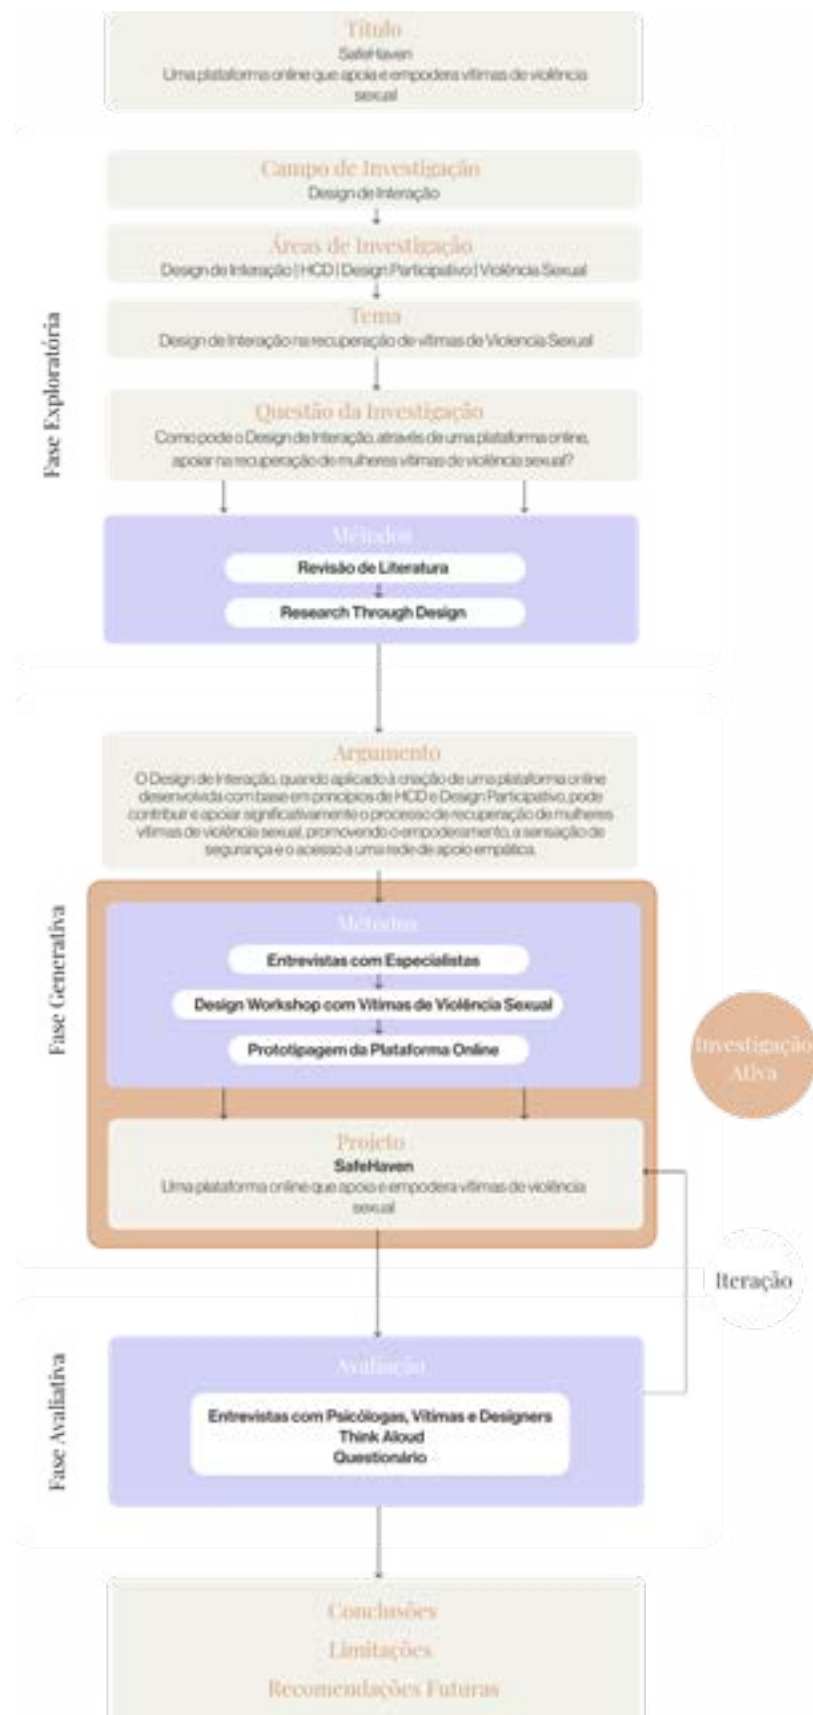 Título
SafeHaven
Uma plataforma online que apoia e empodera vítimas de violência
sexual
Campo de Investigação
Design de Interação
Áreas de Investigação
Design de Interação | HCD | Design Participativo | Violência Sexual
Tema
Design de Interação na recuperação de vítimas de Violencia Sexual
Fase Exploratória
Questão da Investigação
Como pode o Design de Interação, através de uma plataforma online,
apoiar na recuperação de mulheres vítimas de violência sexual?
Métodos
Revisão de Literatura
Research Through Design
Argumento
O Design de Interação, quando aplicado à criação de uma plataforma online
desenvolvida com base em princípios de HCD e Design Participativo, pode
contribuir e apoiar significativamente o processo de recuperação de mulheres
vítimas de violência sexual, promovendo o empoderamento, a sensação de
segurança e o acesso a uma rede de apoio empática.
Fase Generativa
Métodos
Entrevistas com Especialistas
Design Workshop com Vítimas de Violência Sexual
Prototipagem da Plataforma Online
Investigação
Ativa
Projeto
SafeHaven
Uma plataforma online que apoia e empodera vítimas de violência
sexual
Iteração
Fase Avaliativa
Avaliação
Entrevistas com Psicólogas, Vítimas e Designers
Think Aloud
Questionário
Conclusões
Limitações
Recomendações Futuras